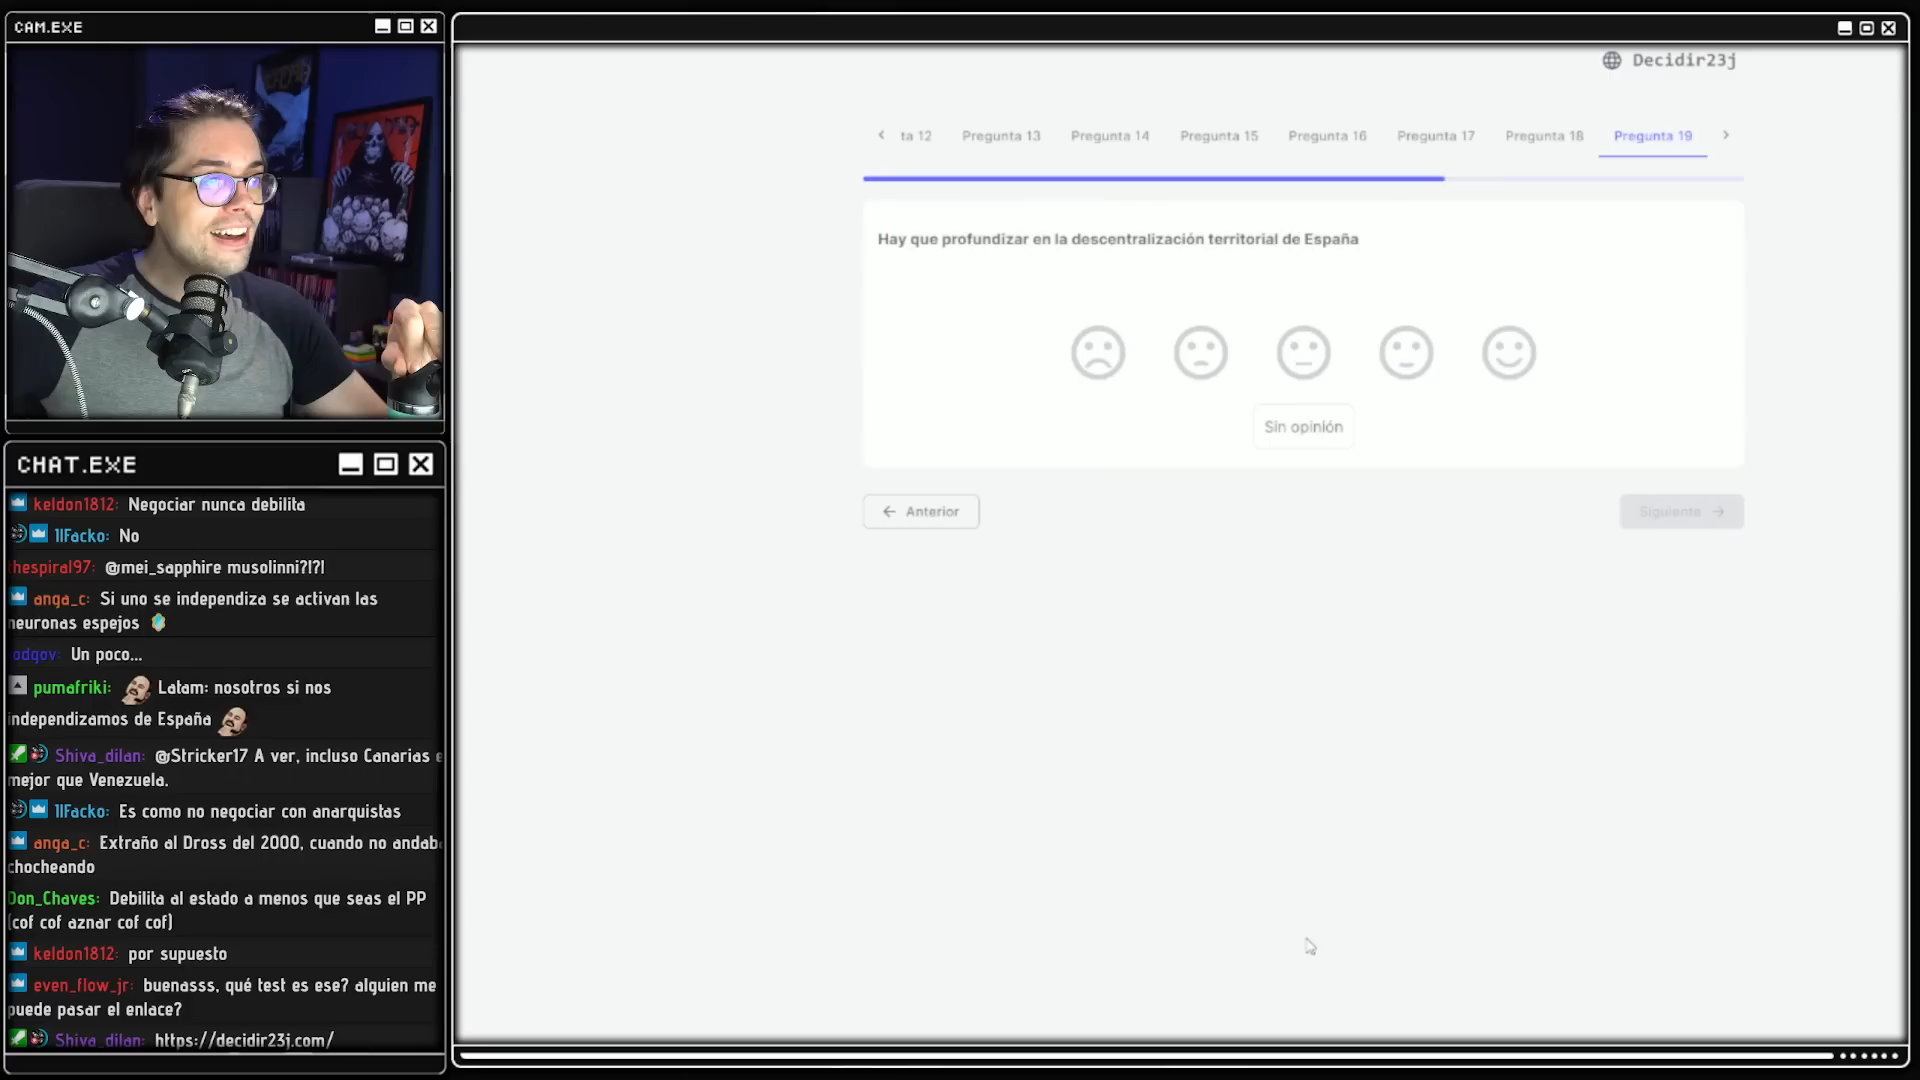 CAM.EXE
Decidir23j
ta 12
Pregunta 13
Pregunta 14
Pregunta 15
Pregunta 16
Pregunta 17
Pregunta 18
Pregunta 19
Hay que profundizar en la descentralización territorial de España
Sin opinión
Anterior
Siguiente
CHAT.EXE
keldon1812: Negociar nunca debilita
11Facko: No
thespiral97: @mei_sapphire musolinni?!?!
anga_c: Si uno se independiza se activan las
neuronas espejos
odgov: Un poco...
pumafriki: Latam: nosotros si nos
independizamos de España
Shiva_dilan: @Stricker17 A ver, incluso Canarias e
mejor que Venezuela.
11Facko: Es como no negociar con anarquistas
anga_c: Extraño al Dross del 2000, cuando no andab
chocheando
Don_Chaves: Debilita al estado a menos que seas el PP
(cof cof aznar cof cof)
keldon1812: por supuesto
even_flow_jr: buenasss, qué test es ese? alguien me
puede pasar el enlace?
Shiva_dilan: https://decidir23j.com/